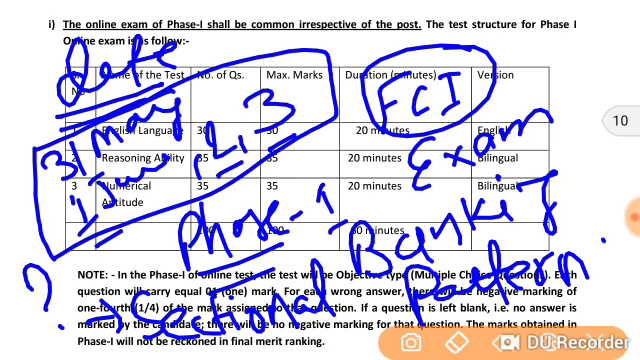 i) The online exam of Phase-I shall be common irrespective of the post. The test structure for Phase I
Online exam is as follow:-
Date
Name of the Test No. of Qs. Max. Marks Duration (minutes) Version
No
FCI
31 May
1 English Language 30 30 20 minutes English
2 Reasoning Ability 35 35 20 minutes Bilingual
3 Numerical Aptitude 35 35 20 minutes Bilingual
1, 2, 3
Exam
100 100 60 minutes
Phase-1
Banking
Pattern.
? Sectional
NOTE: - In the Phase-I of online test, the test will be Objective Type (Multiple Choice Questions). Each
question will carry equal 01 (one) mark. For each wrong answer, there will be negative marking of
one-fourth (1/4) of the mark assigned to that question. If a question is left blank, i.e. no answer is
marked by the candidate; there will be no negative marking for that question. The marks obtained in
Phase-I will not be reckoned in final merit ranking.
10
DU Recorder